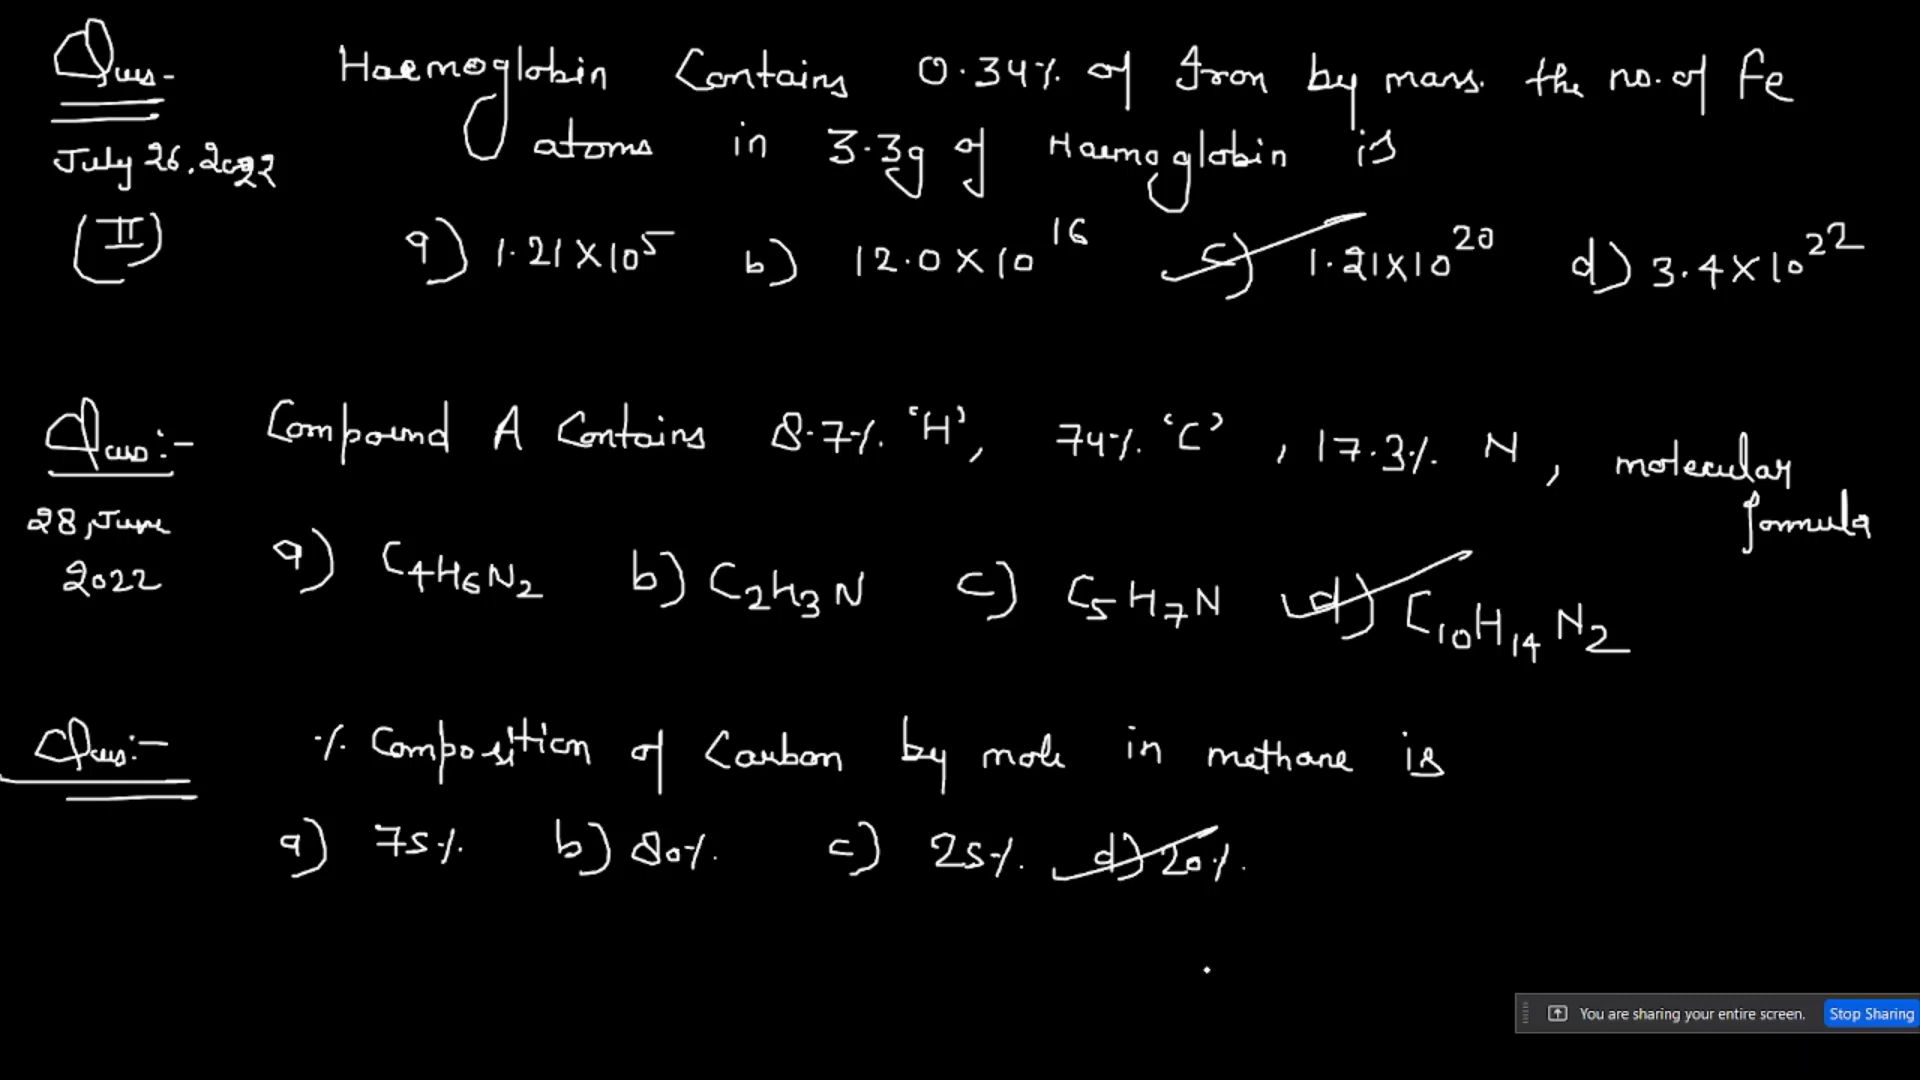 Ques- Haemoglobin Contains 0.34% of Iron by mass. the no. of Fe
atoms in 3.3g of Haemoglobin is
July 26, 2022
(II)
a) 1.21 X 10^5 b) 12.0 X 10^16 c) 1.21 X 10^20 d) 3.4 X 10^22
Ques:- Compound A Contains 8.7% 'H', 74% 'C', 17.3% N, molecular
formula
28, June
2022
a) C₄H₆N₂ b) C₂H₃N c) C₅H₇N d) C₁₀H₁₄N₂
Ques:- % Composition of Carbon by mole in methane is
a) 75% b) 80% c) 25% d) 20%.
You are sharing your entire screen. Stop Sharing